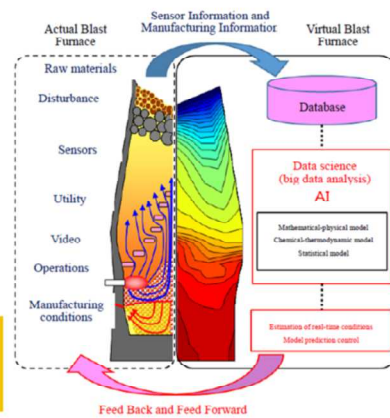 Sensor Information and
Manufacturing Information
Actual Blast
Furnace
Virtual Blast
Furnace
Raw materials
Disturbance
Sensors
Utility
Video
Operations
Manufacturing
conditions
Database
Data science
(big data analysis)
AI
Mathematical-physical model
Chemical-thermodynamic model
Statistical model
Estimation of real-time conditions
Model prediction control
Feed Back and Feed Forward